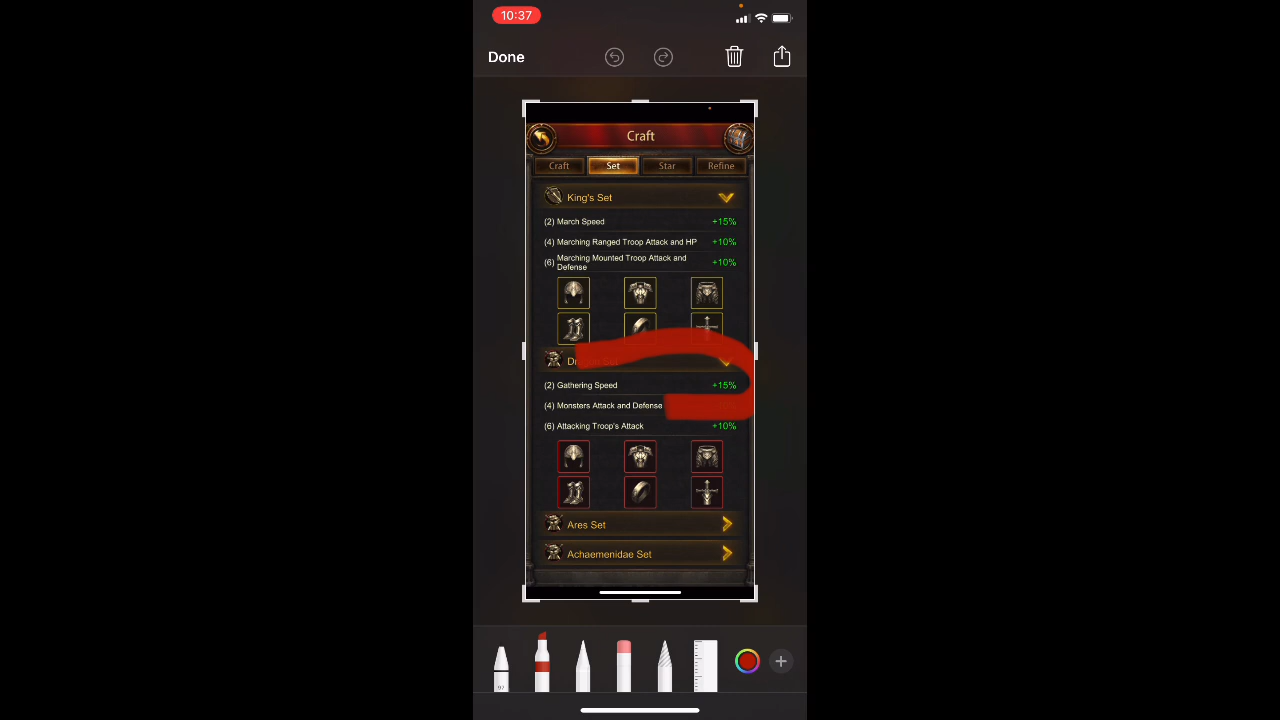 10:37
Done
Craft
Craft Set Star Refine
King's Set
(2) March Speed +15%
(4) Marching Ranged Troop Attack and HP +10%
(6) Marching Mounted Troop Attack and Defense +10%
(2) Gathering Speed +15%
(4) Monsters Attack and Defense
(6) Attacking Troop's Attack +10%
Ares Set
Achaemenidae Set
97